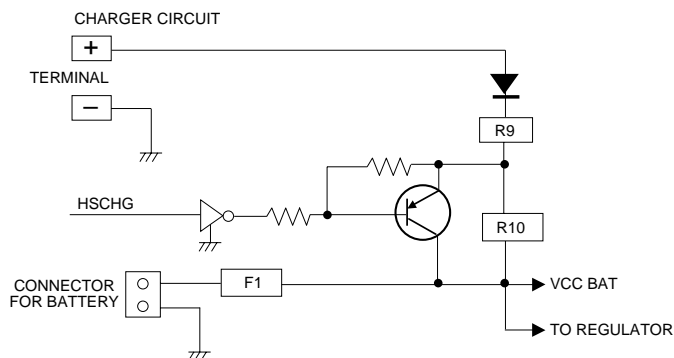 CHARGER CIRCUIT
+
TERMINAL
−
R9
HSCHG
R10
CONNECTOR
FOR BATTERY
F1
VCC BAT
TO REGULATOR